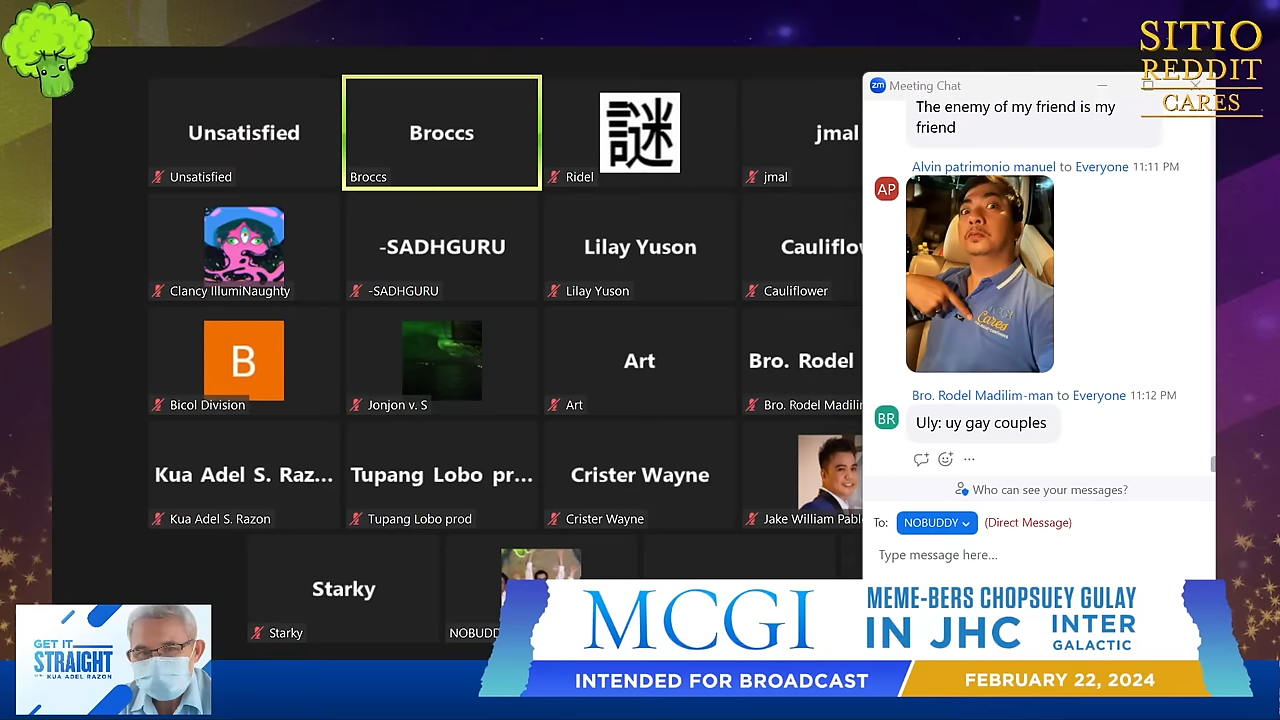 SITIO
REDDIT
CARES
Unsatisfied
Unsatisfied
Broccs
Broccs
謎
Ridel
jmal
jmal
Clancy IllumiNaughty
-SADHGURU
-SADHGURU
Lilay Yuson
Lilay Yuson
Cauliflow
Cauliflower
B
Bicol Division
Jonjon v. S
Art
Art
Bro. Rodel
Bro. Rodel Madilim
Kua Adel S. Raz...
Kua Adel S. Razon
Tupang Lobo pr...
Tupang Lobo prod
Crister Wayne
Crister Wayne
Jake William Pabl
Starky
Starky
NOBUDD
zm Meeting Chat
The enemy of my friend is my
friend
Alvin patrimonio manuel to Everyone 11:11 PM
AP
MCGI
Cares
Bro. Rodel Madilim-man to Everyone 11:12 PM
BR
Uly: uy gay couples
Who can see your messages?
To: NOBUDDY (Direct Message)
Type message here...
GET IT
STRAIGHT
KUA ADEL RAZON
MCGI
MEME-BERS CHOPSUEY GULAY
IN JHC INTER
GALACTIC
INTENDED FOR BROADCAST
FEBRUARY 22, 2024